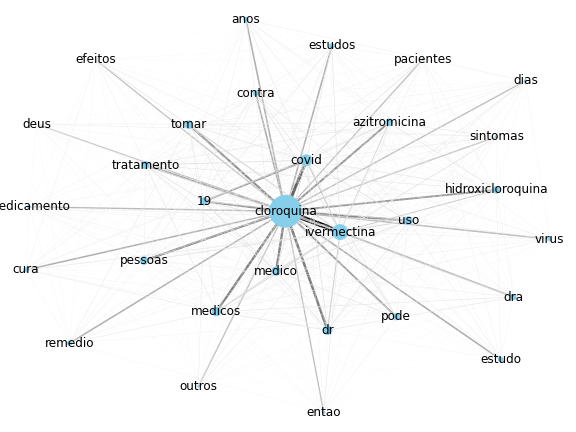 anos
estudos
efeitos
pacientes
dias
contra
deus
tomar
azitromicina
sintomas
covid
tratamento
hidroxicloroquina
19
edicamento
cloroquina
uso
ivermectina
virus
pessoas
cura
medico
dra
medicos
pode
dr
remedio
estudo
outros
entao